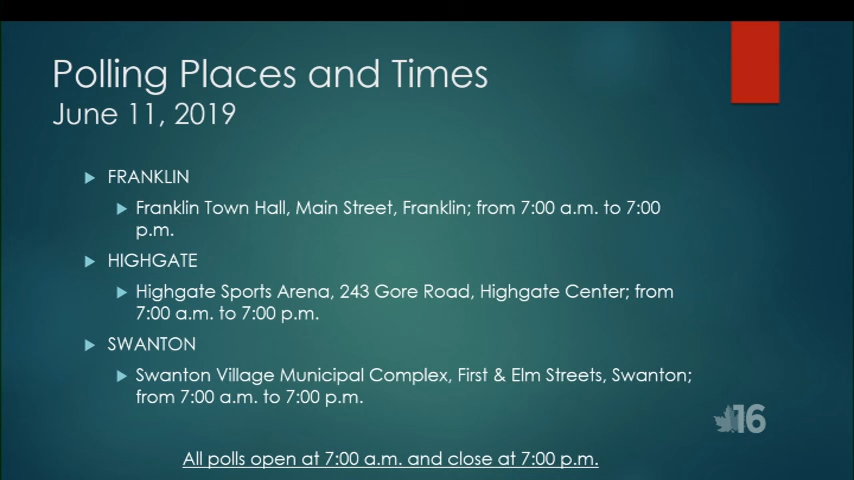 Polling Places and Times
June 11, 2019
FRANKLIN
Franklin Town Hall, Main Street, Franklin; from 7:00 a.m. to 7:00
p.m.
HIGHGATE
Highgate Sports Arena, 243 Gore Road, Highgate Center; from
7:00 a.m. to 7:00 p.m.
SWANTON
Swanton Village Municipal Complex, First & Elm Streets, Swanton;
from 7:00 a.m. to 7:00 p.m.
16
All polls open at 7:00 a.m. and close at 7:00 p.m.